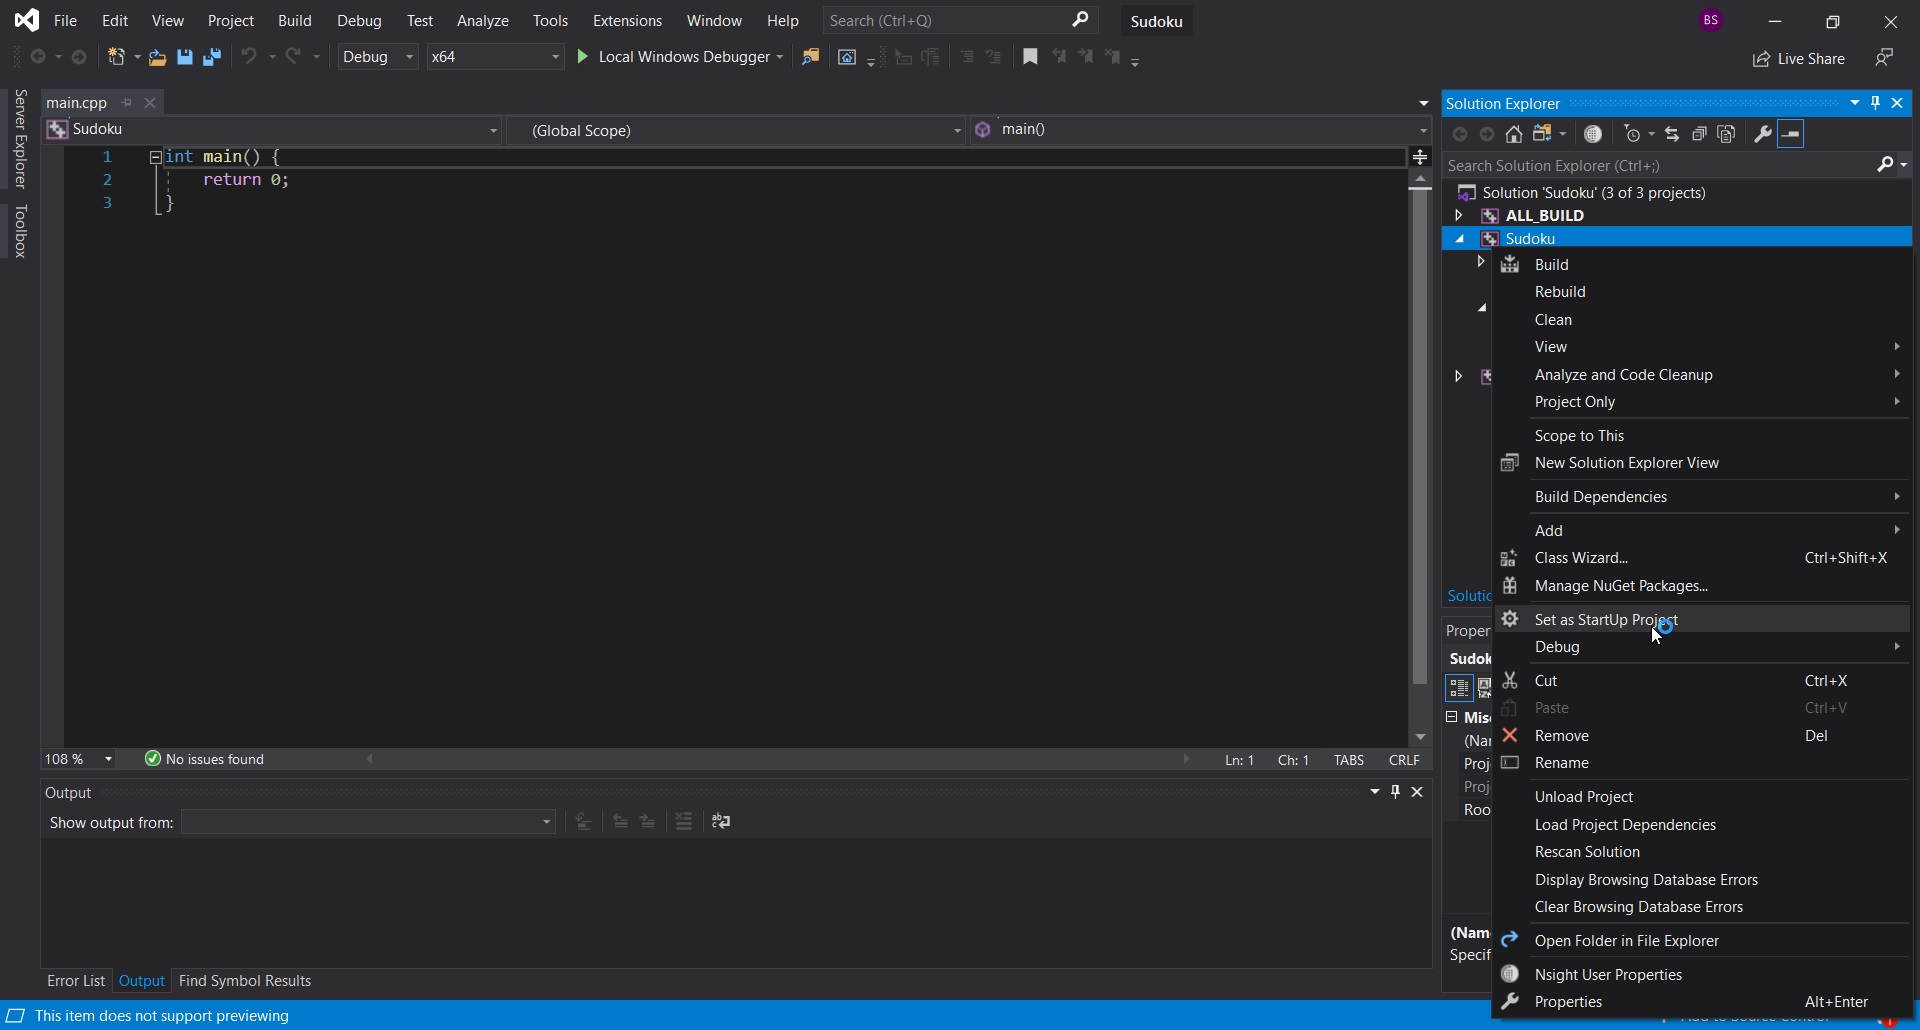 File Edit View Project Build Debug Test Analyze Tools Extensions Window Help Search (Ctrl+Q) Sudoku BS
Debug x64 Local Windows Debugger Live Share
Server Explorer
Toolbox
main.cpp
Sudoku (Global Scope) main()
1 int main() {
2 return 0;
3 }
108 % No issues found Ln: 1 Ch: 1 TABS CRLF
Output
Show output from:
Error List Output Find Symbol Results
This item does not support previewing
Solution Explorer
Search Solution Explorer (Ctrl+;)
Solution 'Sudoku' (3 of 3 projects)
ALL_BUILD
Sudoku
Build
Rebuild
Clean
View
Analyze and Code Cleanup
Project Only
Scope to This
New Solution Explorer View
Build Dependencies
Add
Class Wizard... Ctrl+Shift+X
Manage NuGet Packages...
Set as StartUp Project
Debug
Cut Ctrl+X
Paste Ctrl+V
Remove Del
Rename
Unload Project
Load Project Dependencies
Rescan Solution
Display Browsing Database Errors
Clear Browsing Database Errors
Open Folder in File Explorer
Nsight User Properties
Properties Alt+Enter
Solutic
Proper
Sudok
Mis
(Nar
Proj
Proj
Roo
(Nam
Specif